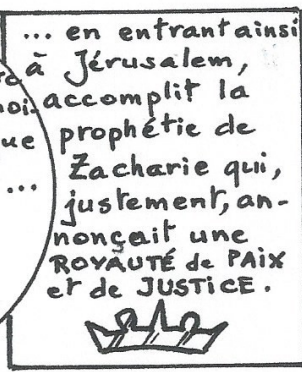 ... en entrant ainsi
à Jérusalem,
accomplit la
prophétie de
Zacharie qui,
justement, an-
nonçait une
ROYAUTÉ de PAIX
et de JUSTICE.
...